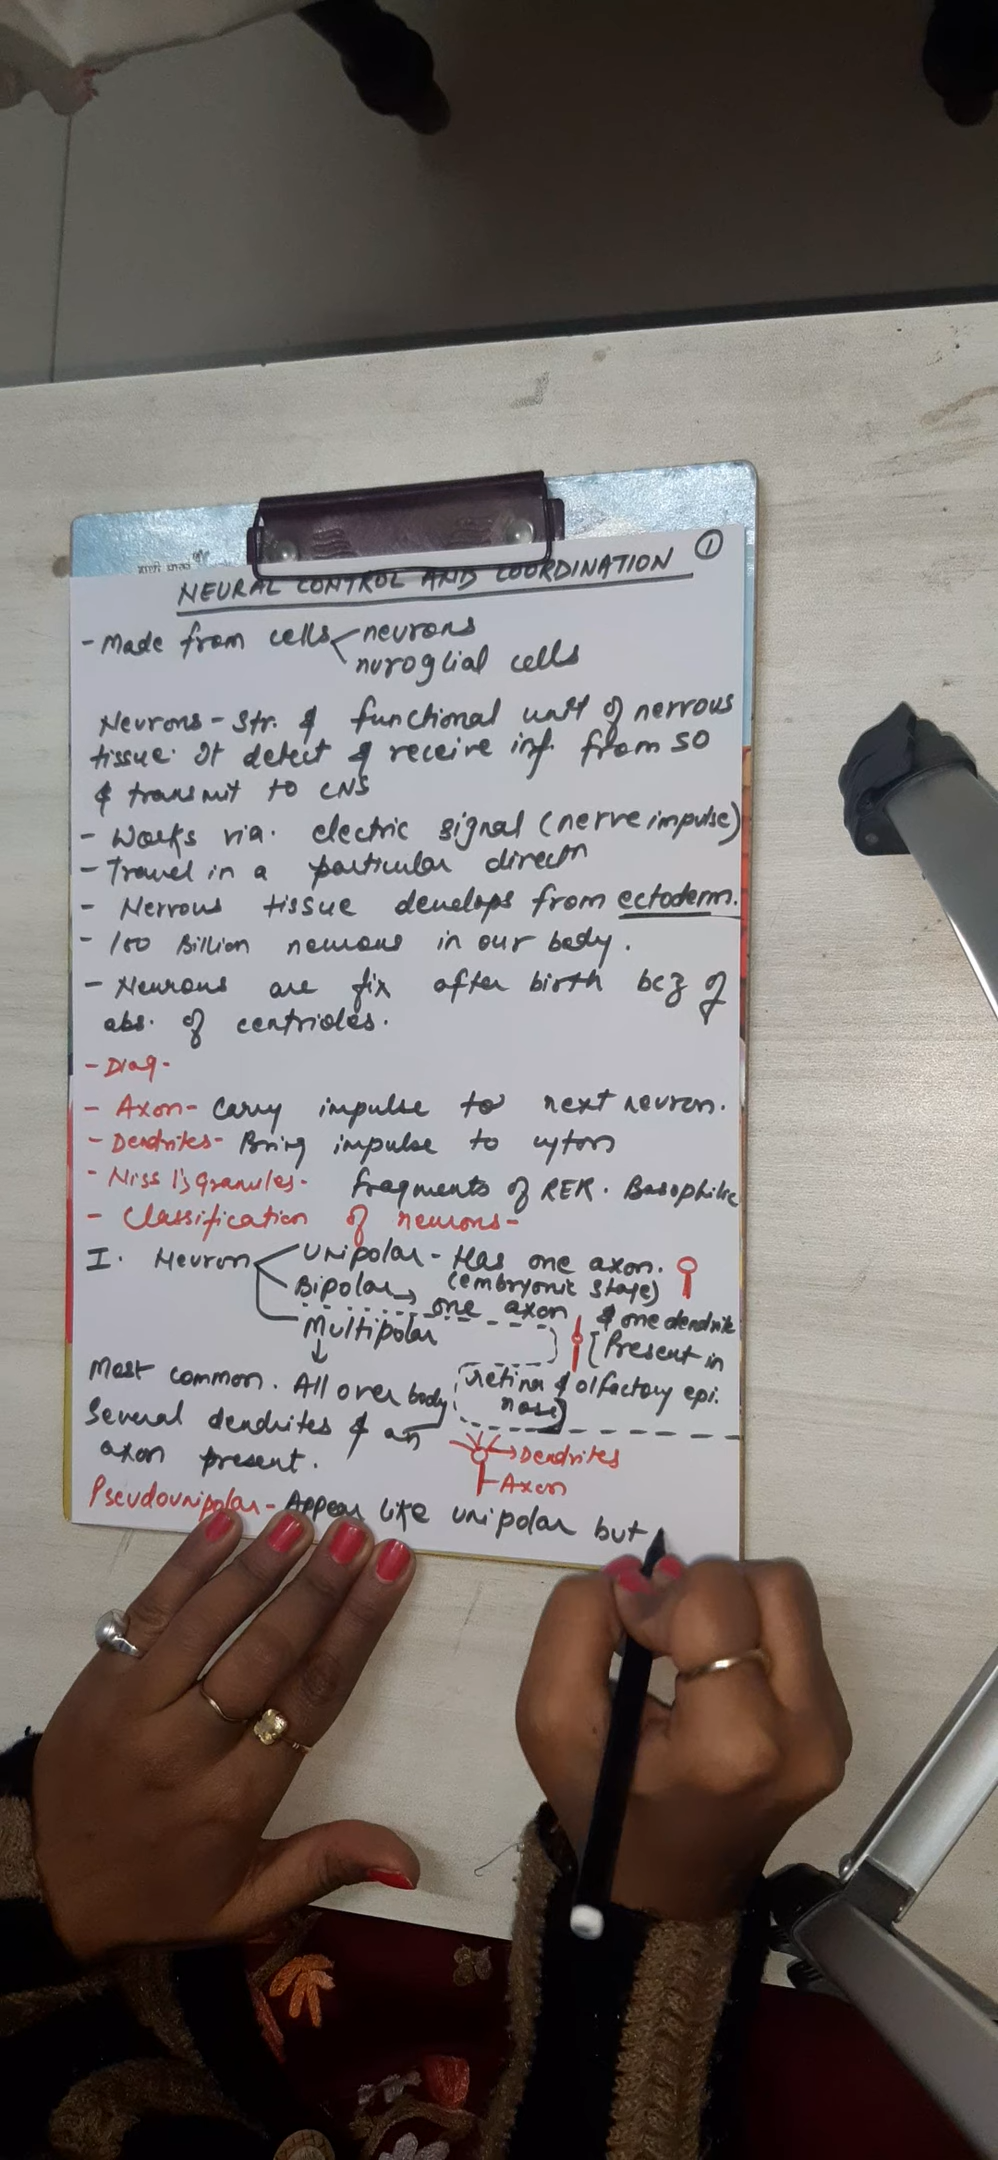 NEURAL CONTROL AND COORDINATION ①
- Made from cells neurons
nuroglial cells
Neurons - Str. & functional unit of nervous
tissue. It detect & receive inf. from SO
& transmit to CNS
- Works via. electric signal (nerve impulse)
- Travel in a particular directn
- Nervous tissue develops from ectoderm.
- 100 Billion neurons in our body.
- Neurons are fix after birth bcz of
abs. of centrioles.
- Diag -
- Axon - Carry impulse to next neuron.
- Dendrites - Bring impulse to cyton
- Nissl's granules - fragments of RER. Basophilic
- Classification of neurons -
I. Neuron Unipolar - Has one axon.
(embryonic stage)
Bipolar → one axon & one dendrite
Multipolar [Present in
retina & olfactory epi.
nose]
Most common. All over body
Several dendrites & an
axon present.
→ Dendrites
Axon
Pseudounipolar - Appear like unipolar but